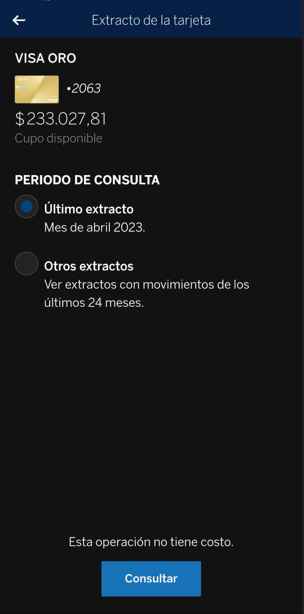 Extracto de la tarjeta
VISA ORO
•2063
$233.027,81
Cupo disponible
PERIODO DE CONSULTA
Último extracto
Mes de abril 2023.
Otros extractos
Ver extractos con movimientos de los
últimos 24 meses.
Esta operación no tiene costo.
Consultar